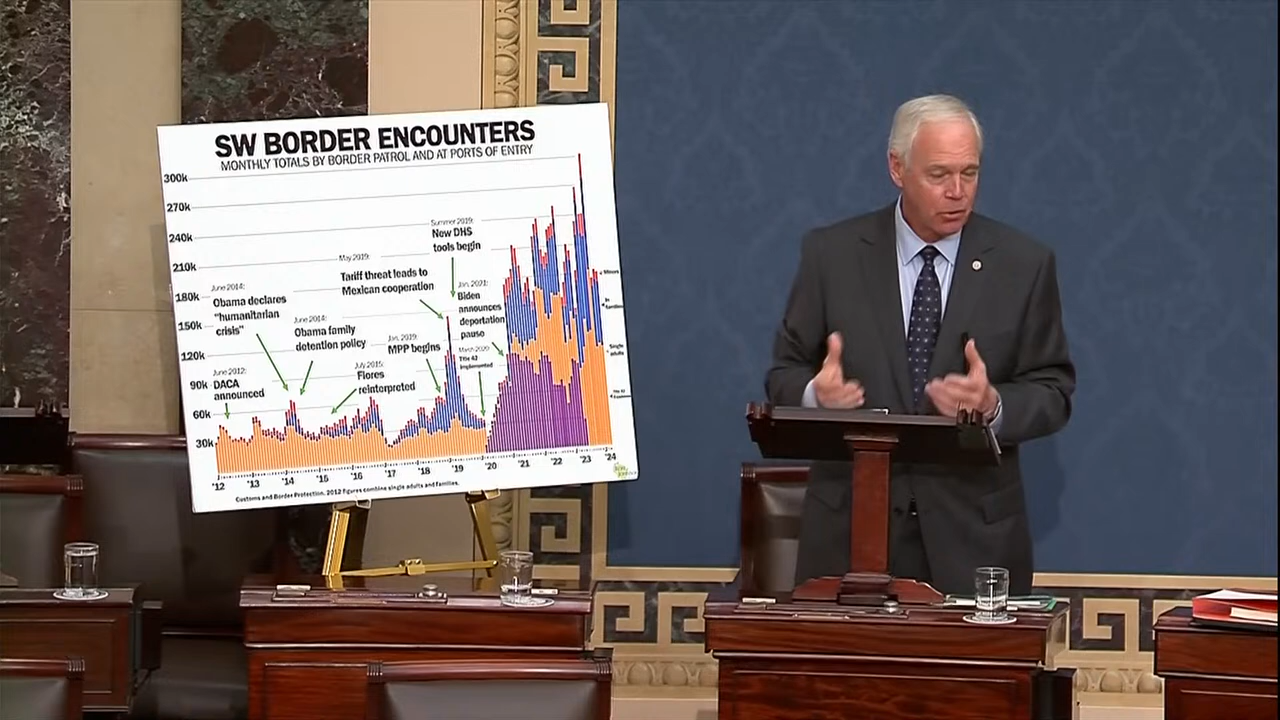 SW BORDER ENCOUNTERS
MONTHLY TOTALS BY BORDER PATROL AND AT PORTS OF ENTRY
300k
270k
240k
210k
180k
150k
120k
90k
60k
30k
June 2012:
DACA
announced
June 2014:
Obama declares
"humanitarian
crisis"
June 2014:
Obama family
detention policy
July 2015:
Flores
reinterpreted
Jan. 2019:
MPP begins
May 2019:
Tariff threat leads to
Mexican cooperation
Summer 2019:
New DHS
tools begin
March 2020:
Title 42
implemented
Jan. 2021:
Biden
announces
deportation
pause
Minors
In
Single
adults
'12 '13 '14 '15 '16 '17 '18 '19 '20 '21 '22 '23 '24
Customs and Border Protection. 2012 figures combine single adults and families.